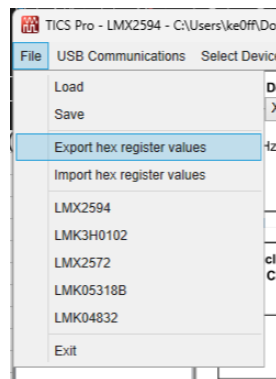 TICS Pro - LMX2594 - C:\Users\ke0ff\Do
File USB Communications Select Devic
Load
Save
Export hex register values
Import hex register values
LMX2594
LMK3H0102
LMX2572
LMK05318B
LMK04832
Exit